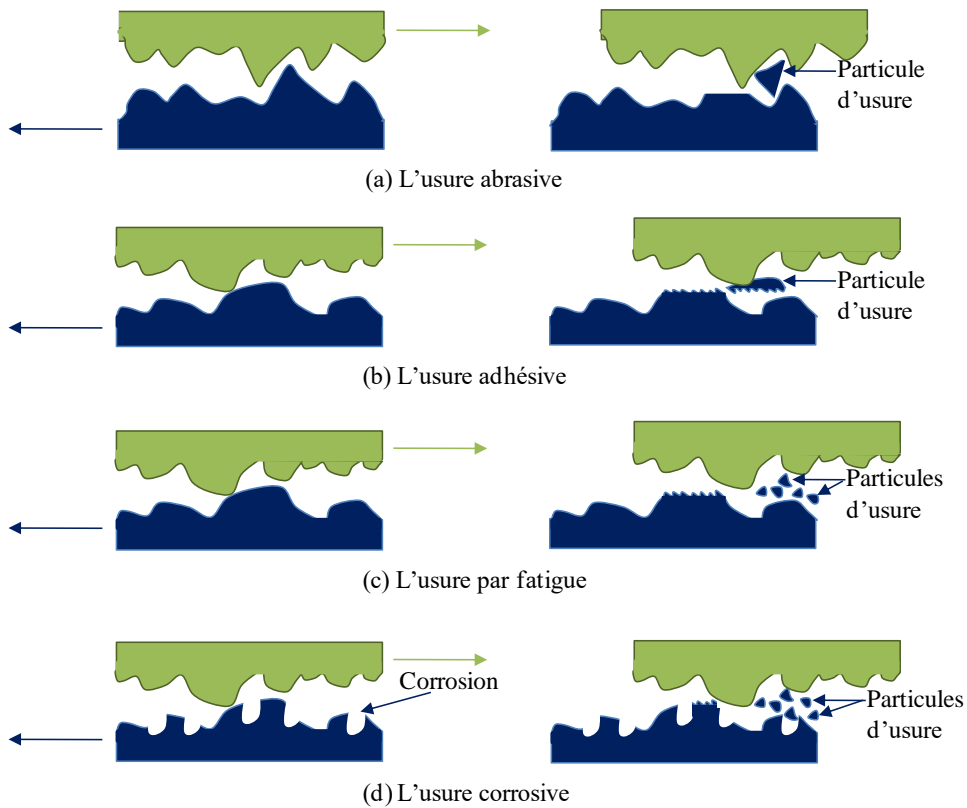 Particule
d’usure
(a) L’usure abrasive
Particule
d’usure
(b) L’usure adhésive
Particules
d’usure
(c) L’usure par fatigue
Corrosion
Particules
d’usure
(d) L’usure corrosive